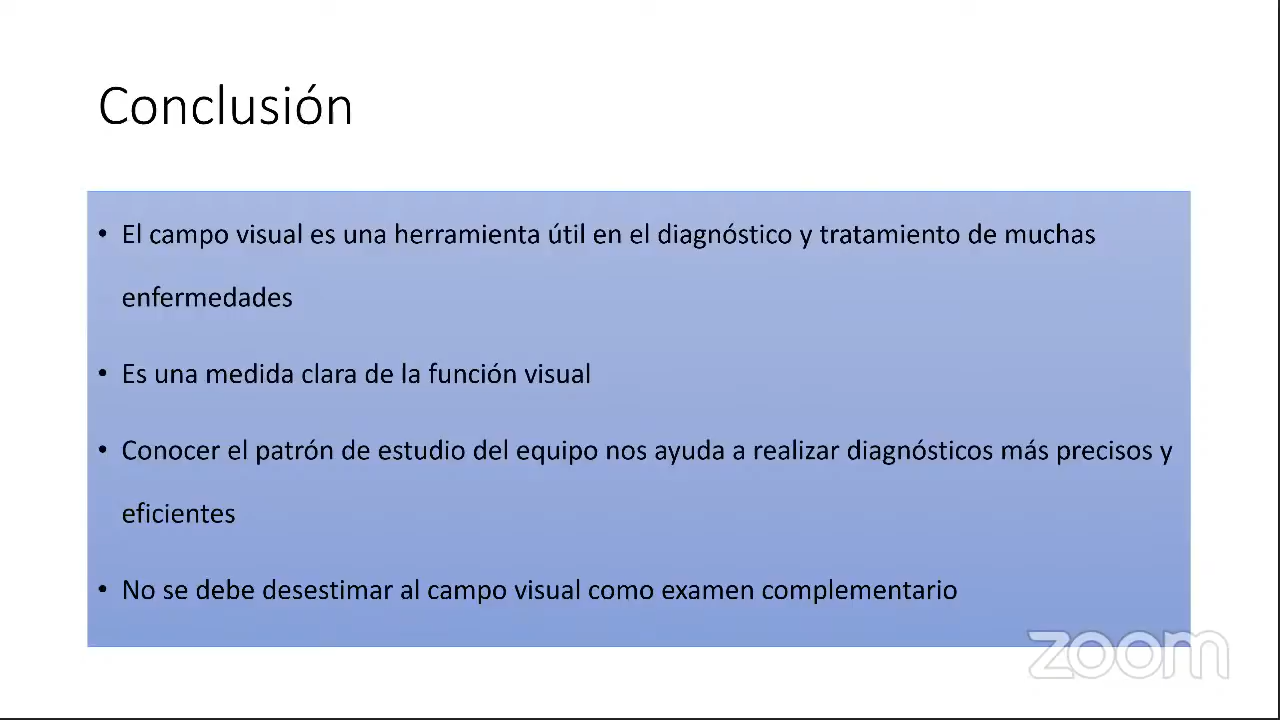 Conclusión
• El campo visual es una herramienta útil en el diagnóstico y tratamiento de muchas
enfermedades
• Es una medida clara de la función visual
• Conocer el patrón de estudio del equipo nos ayuda a realizar diagnósticos más precisos y
eficientes
• No se debe desestimar al campo visual como examen complementario
zoom